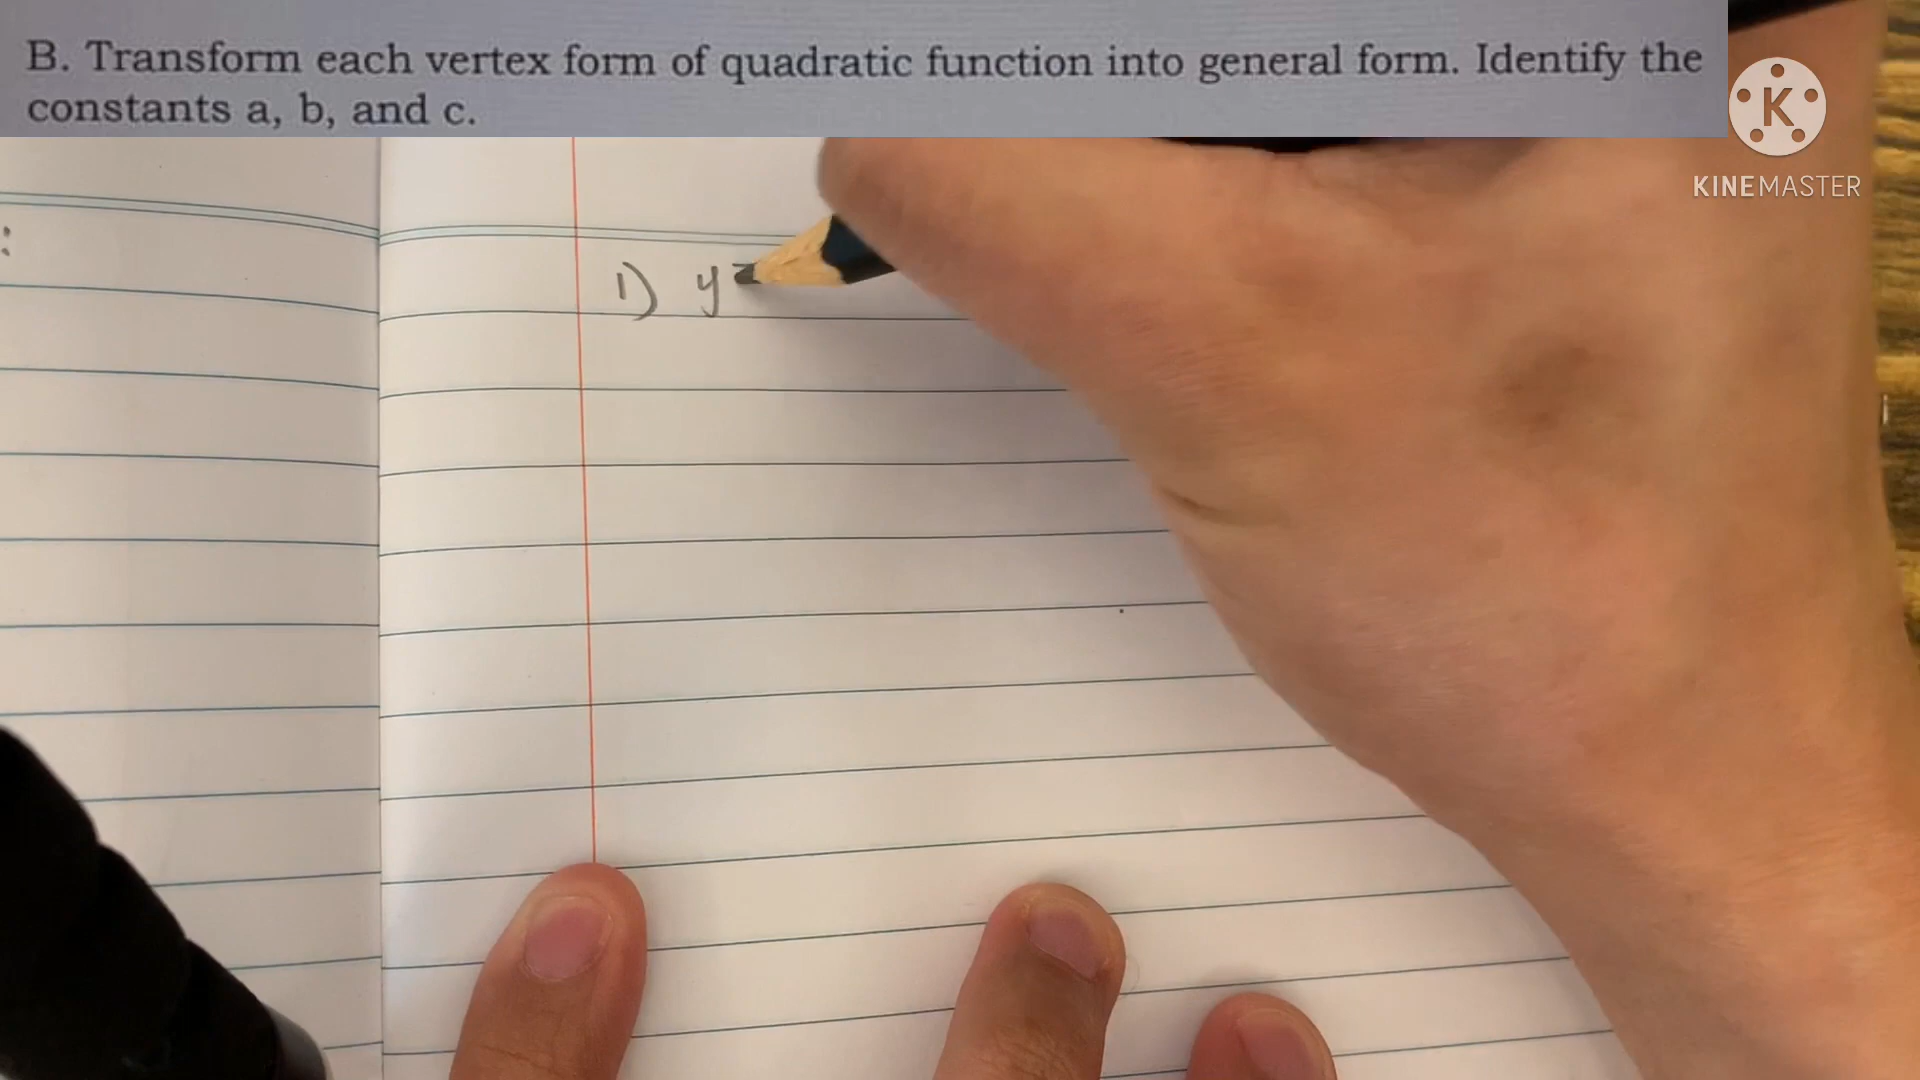 B. Transform each vertex form of quadratic function into general form. Identify the
constants a, b, and c.
K
KINEMASTER
:
1) y =